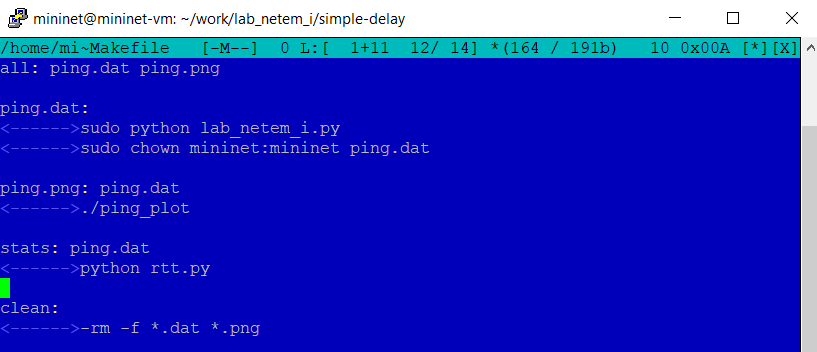 mininet@mininet-vm: ~/work/lab_netem_i/simple-delay
/home/mi~Makefile   [-M--]  0 L:[  1+11  12/ 14] *(164 / 191b)   10 0x00A [*][X]
all: ping.dat ping.png
ping.dat:
<------>sudo python lab_netem_i.py
<------>sudo chown mininet:mininet ping.dat
ping.png: ping.dat
<------>./ping_plot
stats: ping.dat
<------>python rtt.py
clean:
<------>-rm -f *.dat *.png